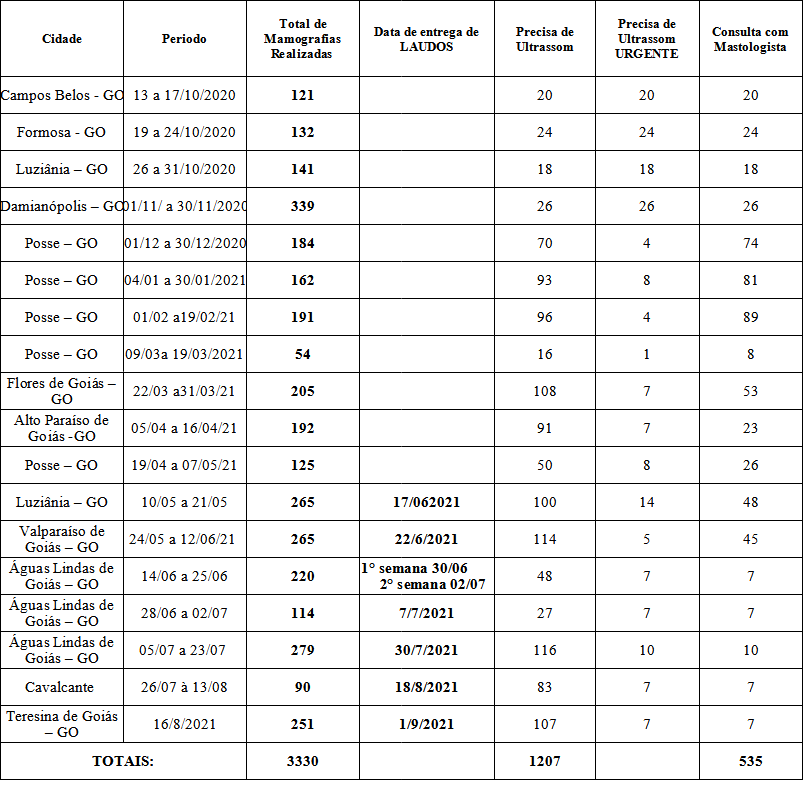 Cidade Periodo Total de Mamografias Realizadas Data de entrega de LAUDOS Precisa de Ultrassom Precisa de Ultrassom URGENTE Consulta com Mastologista
Campos Belos - GO 13 a 17/10/2020 121 20 20 20
Formosa - GO 19 a 24/10/2020 132 24 24 24
Luziânia – GO 26 a 31/10/2020 141 18 18 18
Damianópolis – GO 01/11/ a 30/11/2020 339 26 26 26
Posse – GO 01/12 a 30/12/2020 184 70 4 74
Posse – GO 04/01 a 30/01/2021 162 93 8 81
Posse – GO 01/02 a19/02/21 191 96 4 89
Posse – GO 09/03a 19/03/2021 54 16 1 8
Flores de Goiás – GO 22/03 a31/03/21 205 108 7 53
Alto Paraíso de Goiás -GO 05/04 a 16/04/21 192 91 7 23
Posse – GO 19/04 a 07/05/21 125 50 8 26
Luziânia – GO 10/05 a 21/05 265 17/062021 100 14 48
Valparaíso de Goiás – GO 24/05 a 12/06/21 265 22/6/2021 114 5 45
Águas Lindas de Goiás – GO 14/06 a 25/06 220 1° semana 30/06 2° semana 02/07 48 7 7
Águas Lindas de Goiás – GO 28/06 a 02/07 114 7/7/2021 27 7 7
Águas Lindas de Goiás – GO 05/07 a 23/07 279 30/7/2021 116 10 10
Cavalcante 26/07 à 13/08 90 18/8/2021 83 7 7
Teresina de Goiás – GO 16/8/2021 251 1/9/2021 107 7 7
TOTAIS: 3330 1207 535